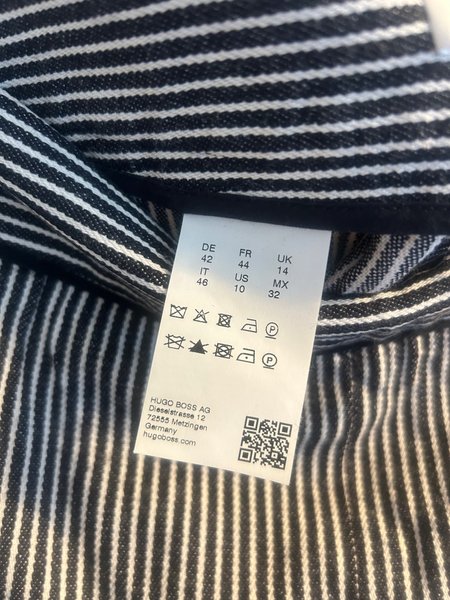 DE FR UK
42 44 14
IT US MX
46 10 32
P
P
HUGO BOSS AG
Dieselstrasse 12
72555 Metzingen
Germany
hugoboss.com